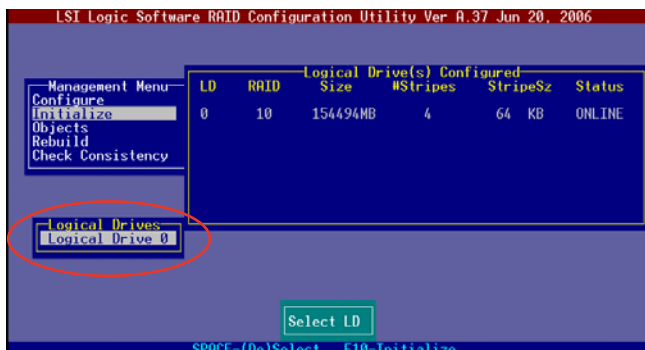 LSI Logic Software RAID Configuration Utility Ver A.37 Jun 20, 2006
Logical Drive(s) Configured
LD RAID Size #Stripes StripeSz Status
0 10 154494MB 4 64 KB ONLINE
Management Menu
Configure
Initialize
Objects
Rebuild
Check Consistency
Logical Drives
Logical Drive 0
Select LD
SPACE-(De)Select F10-Initialize